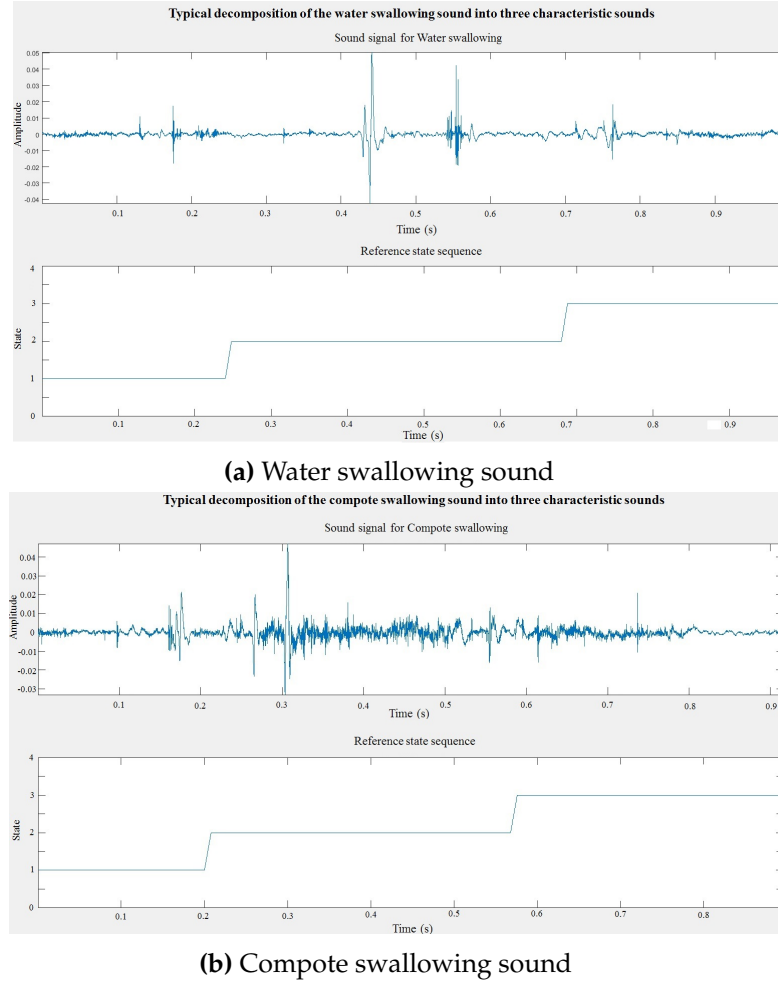 Typical decomposition of the water swallowing sound into three characteristic sounds
Sound signal for Water swallowing
0.05
0.04
0.03
0.02
0.01
0
-0.01
-0.02
-0.03
-0.04
Amplitude
0.1 0.2 0.3 0.4 0.5 0.6 0.7 0.8 0.9
Time (s)
Reference state sequence
4
3
2
1
0
State
0.1 0.2 0.3 0.4 0.5 0.6 0.7 0.8 0.9
Time (s)
(a) Water swallowing sound
Typical decomposition of the compote swallowing sound into three characteristic sounds
Sound signal for Compote swallowing
0.04
0.03
0.02
0.01
0
-0.01
-0.02
-0.03
Amplitude
0.1 0.2 0.3 0.4 0.5 0.6 0.7 0.8 0.9
Time (s)
Reference state sequence
4
3
2
1
0
State
0.1 0.2 0.3 0.4 0.5 0.6 0.7 0.8
Time (s)
(b) Compote swallowing sound